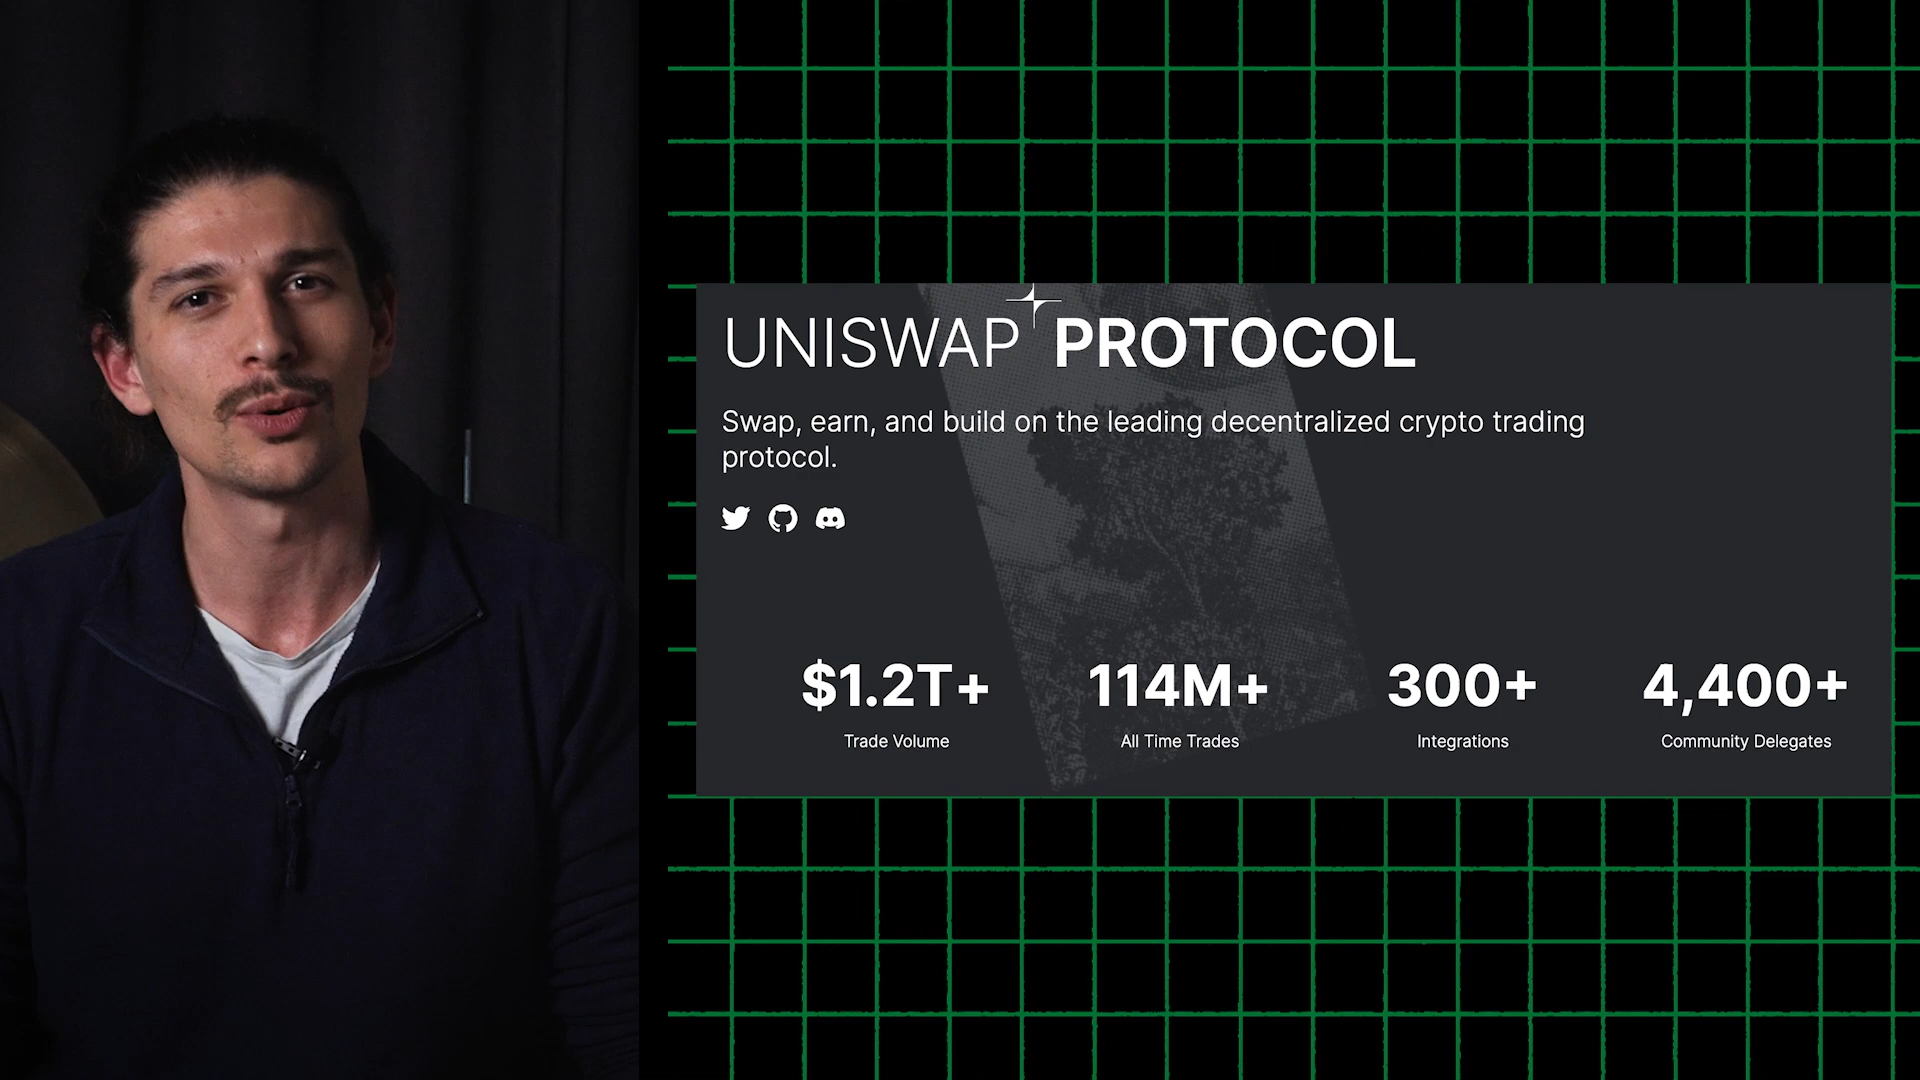 UNISWAP PROTOCOL
Swap, earn, and build on the leading decentralized crypto trading
protocol.
$1.2T+ 114M+ 300+ 4,400+
Trade Volume All Time Trades Integrations Community Delegates